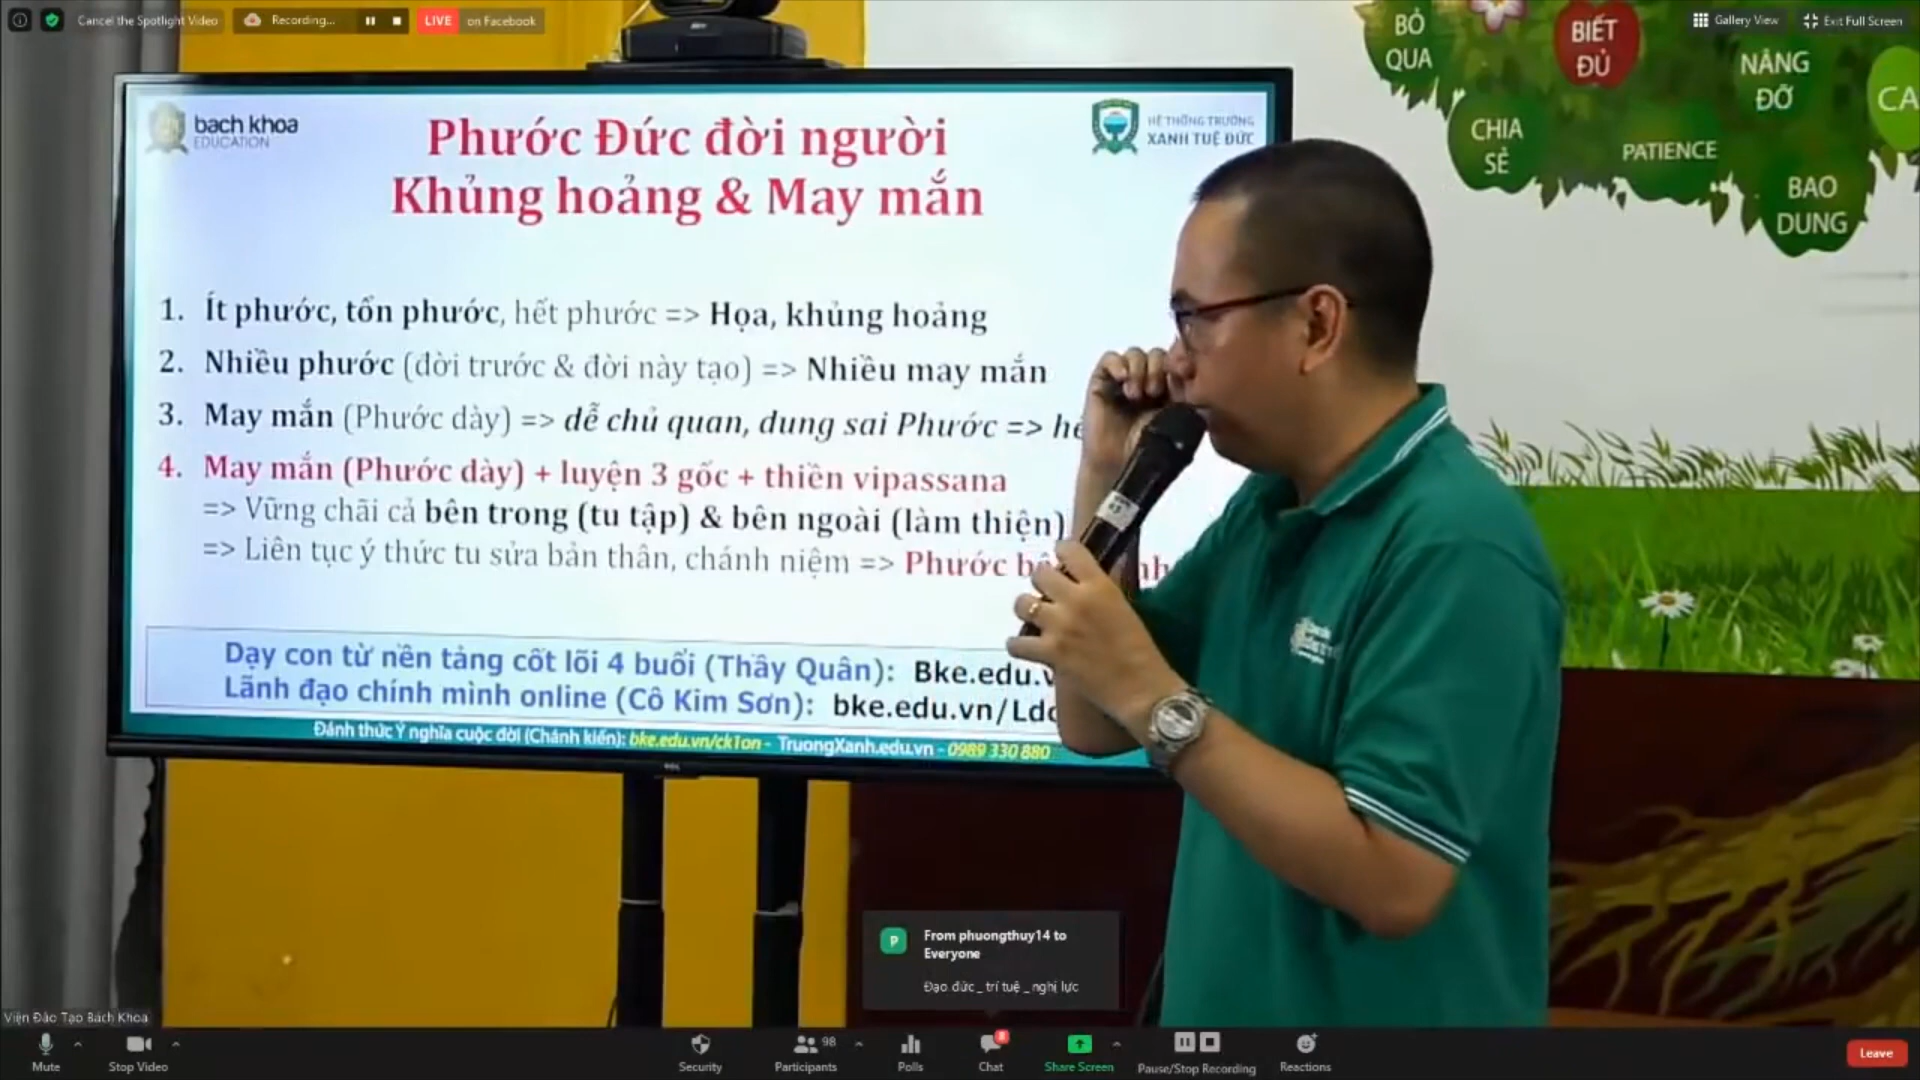 Cancel the Spotlight Video
Recording...
LIVE on Facebook
Gallery View
Exit Full Screen
bach khoa
EDUCATION
Phước Đức đời người
Khủng hoảng & May mắn
HỆ THỐNG TRƯỜNG
XANH TUỆ ĐỨC
1. Ít phước, tổn phước, hết phước => Họa, khủng hoảng
2. Nhiều phước (đời trước & đời này tạo) => Nhiều may mắn
3. May mắn (Phước dày) => dễ chủ quan, dung sai Phước =>
4. May mắn (Phước dày) + luyện 3 gốc + thiền vipassana
=> Vững chãi cả bên trong (tu tập) & bên ngoài (làm thiện)
=> Liên tục ý thức tu sửa bản thân, chánh niệm => Phước
Dạy con từ nền tảng cốt lõi 4 buổi (Thầy Quân): Bke.edu.v
Lãnh đạo chính mình online (Cô Kim Sơn): bke.edu.vn/Ldc
Đánh thức Ý nghĩa cuộc đời (Chánh kiến): bke.edu.vn/ck1on - TruongXanh.edu.vn - 0989 330 880
TCL
BỎ
QUA
BIẾT
ĐỦ
NÂNG
ĐỠ
CHIA
SẺ
PATIENCE
BAO
DUNG
CA
P
From phuongthuy14 to
Everyone
Đạo đức _ trí tuệ _ nghị lực
Viện Đào Tạo Bách Khoa
Mute
Stop Video
Security
98
Participants
Polls
8
Chat
Share Screen
Pause/Stop Recording
Reactions
Leave